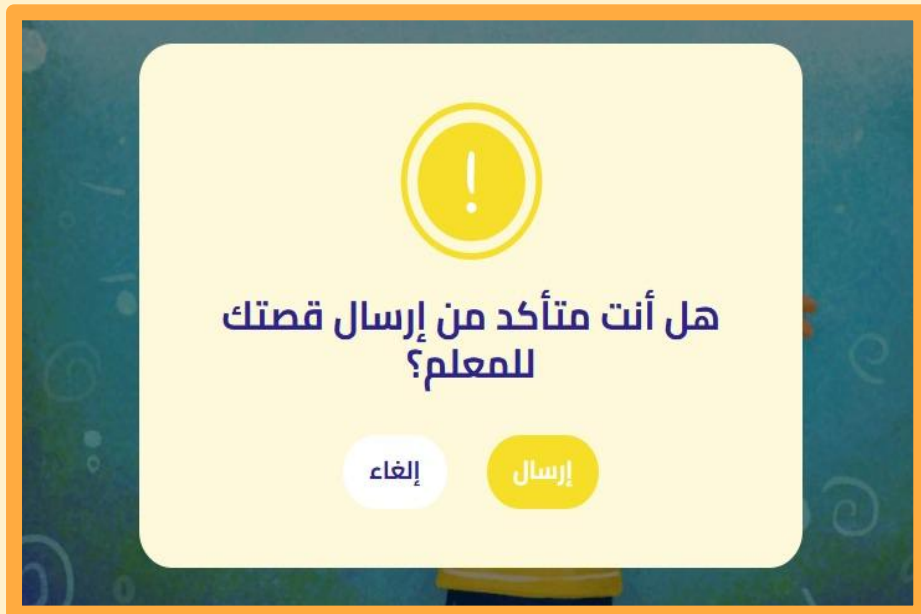 هل أنت متأكد من إرسال قصتك
للمعلم؟
إرسال
إلغاء